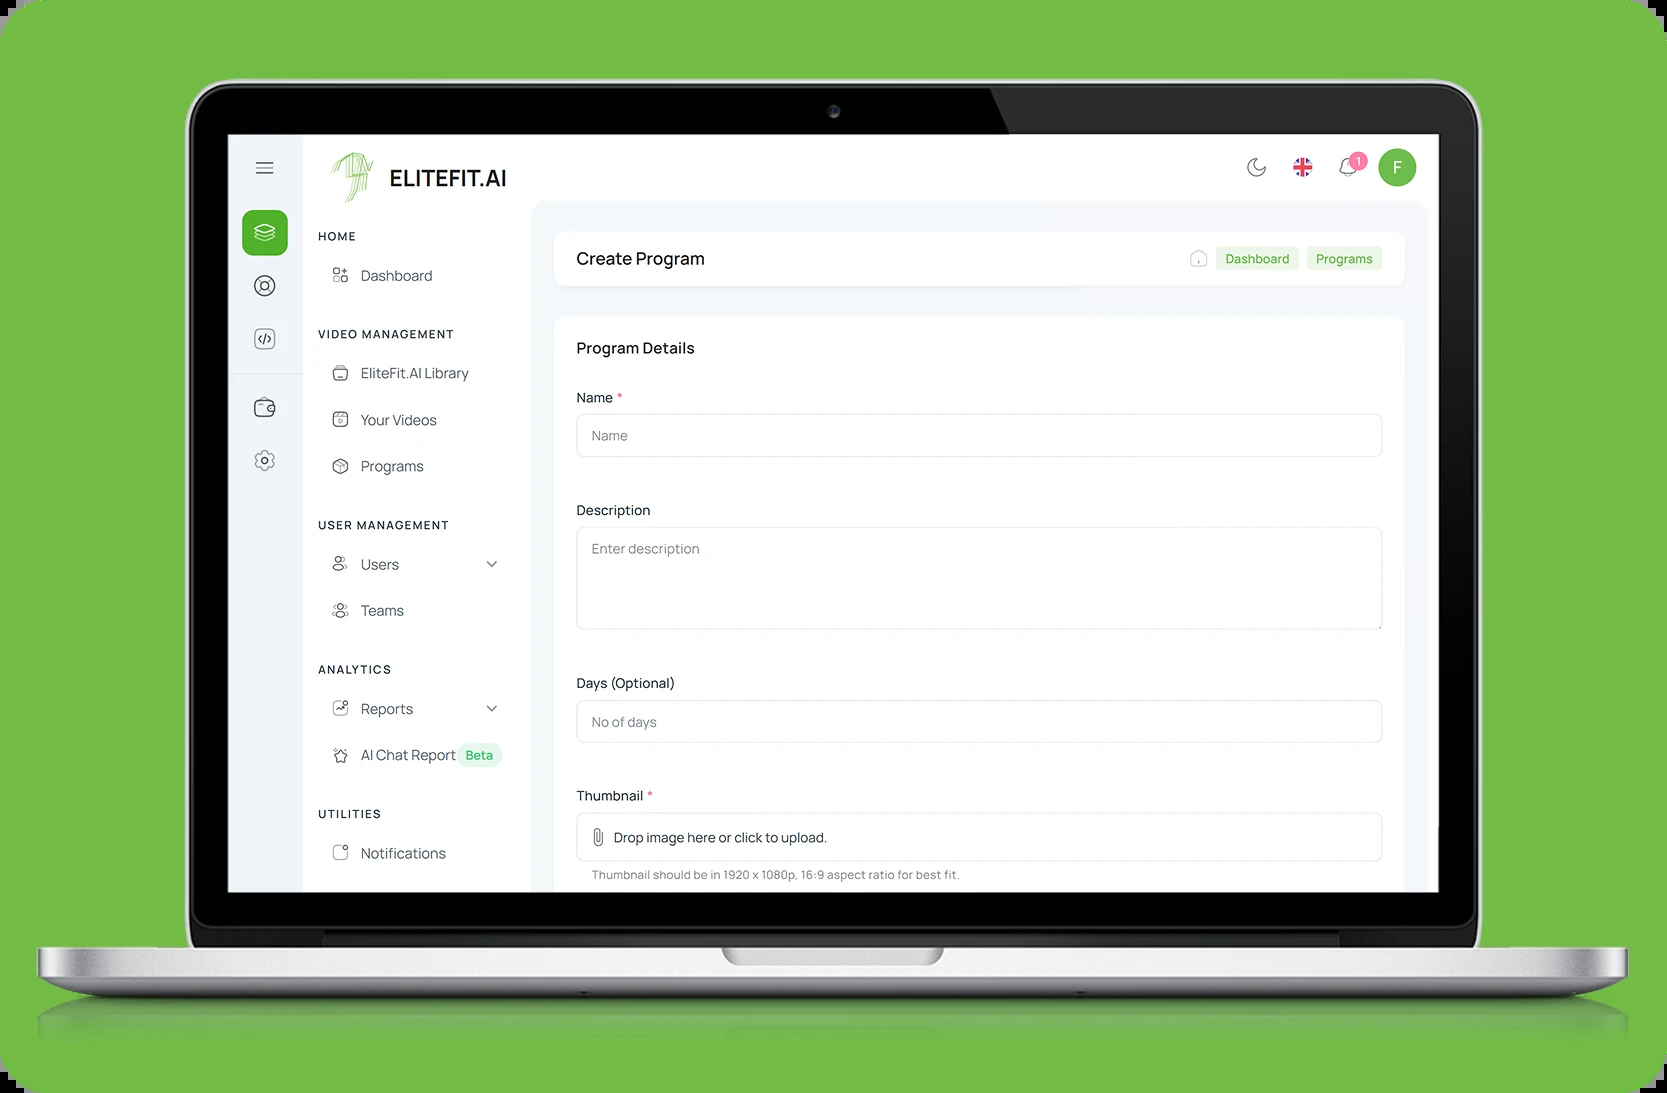 ELITEFIT.AI
1
F
HOME
Dashboard
VIDEO MANAGEMENT
EliteFit.AI Library
Your Videos
Programs
USER MANAGEMENT
Users
Teams
ANALYTICS
Reports
AI Chat Report Beta
UTILITIES
Notifications
Create Program
Dashboard Programs
Program Details
Name *
Name
Description
Enter description
Days (Optional)
No of days
Thumbnail *
Drop image here or click to upload.
Thumbnail should be in 1920 x 1080p, 16:9 aspect ratio for best fit.